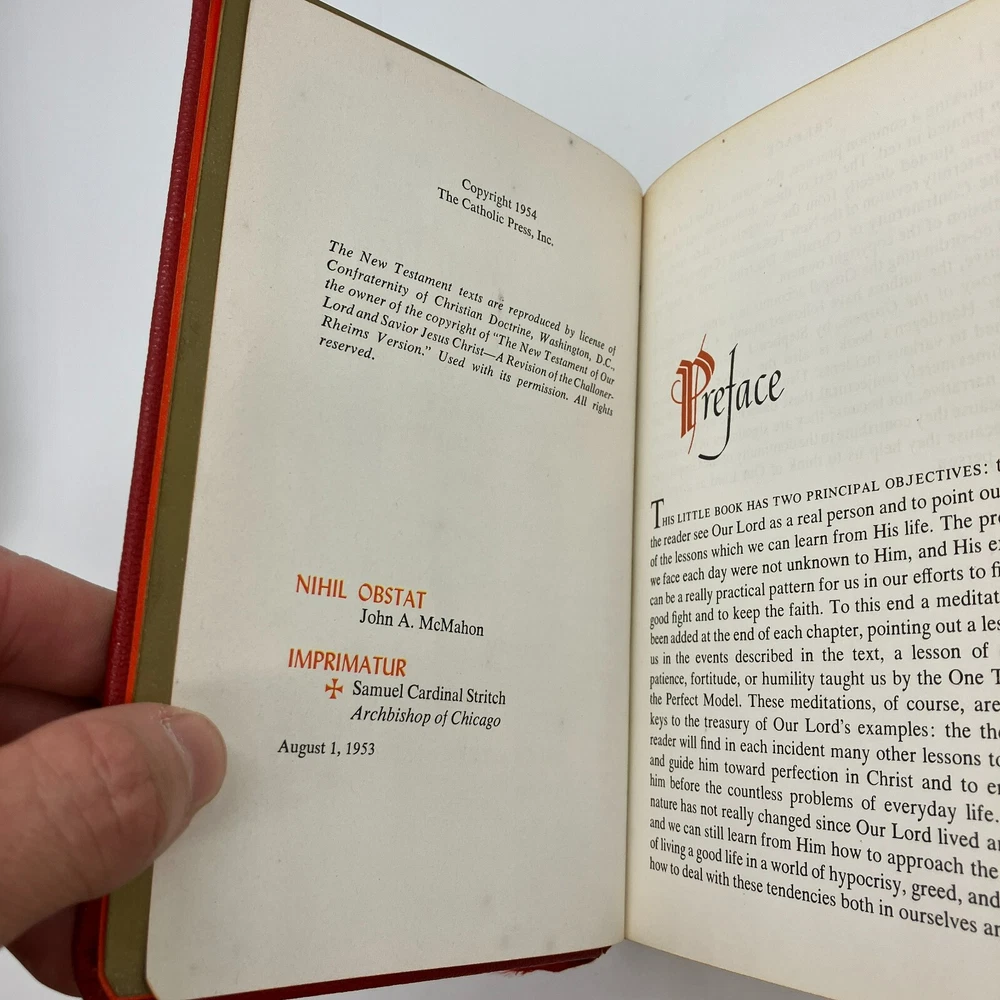 Copyright 1954
The Catholic Press, Inc.
The New Testament texts are reproduced by license of
Confraternity of Christian Doctrine, Washington, D.C.,
the owner of the copyright of "The New Testament of Our
Lord and Savior Jesus Christ—A Revision of the Challoner-
Rheims Version." Used with its permission. All rights
reserved.
NIHIL OBSTAT
John A. McMahon
IMPRIMATUR
✠ Samuel Cardinal Stritch
Archbishop of Chicago
August 1, 1953
Preface
THIS LITTLE BOOK HAS TWO PRINCIPAL OBJECTIVES:
the reader see Our Lord as a real person and to point
of the lessons which we can learn from His life. The
we face each day were not unknown to Him, and His
can be a really practical pattern for us in our efforts to
good fight and to keep the faith. To this end a
been added at the end of each chapter, pointing out a
us in the events described in the text, a lesson of
patience, fortitude, or humility taught us by the One
the Perfect Model. These meditations, of course, are
keys to the treasury of Our Lord's examples: the
reader will find in each incident many other lessons
and guide him toward perfection in Christ and to
him before the countless problems of everyday life.
nature has not really changed since Our Lord lived
and we can still learn from Him how to approach the
of living a good life in a world of hypocrisy, greed, and
how to deal with these tendencies both in ourselves